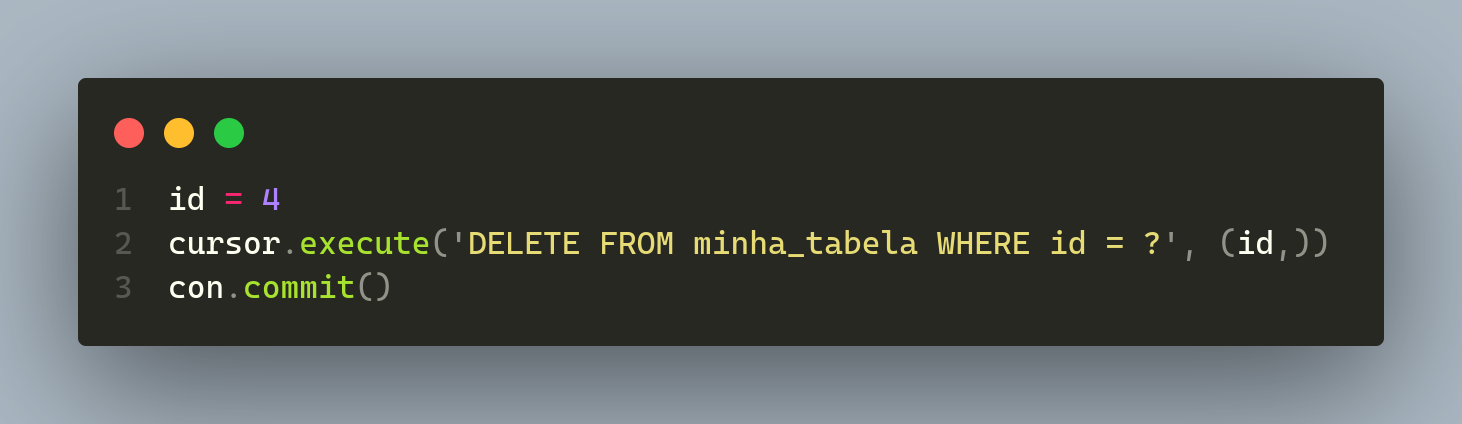 1 id = 4
2 cursor.execute('DELETE FROM minha_tabela WHERE id = ?', (id,))
3 con.commit()